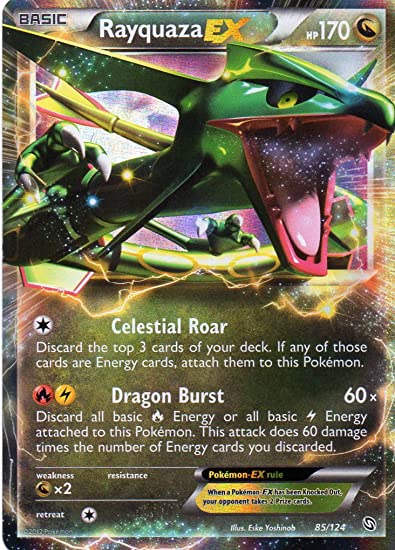 BASIC
Rayquaza EX HP 170
Celestial Roar
Discard the top 3 cards of your deck. If any of those
cards are Energy cards, attach them to this Pokémon.
Dragon Burst 60×
Discard all basic Energy or all basic Energy
attached to this Pokémon. This attack does 60 damage
times the number of Energy cards you discarded.
weakness resistance
×2
Pokémon-EX rule
When a Pokémon-EX has been Knocked Out,
your opponent takes 2 Prize cards.
retreat
©2012 Pokémon Illus. Eske Yoshinob 85/124